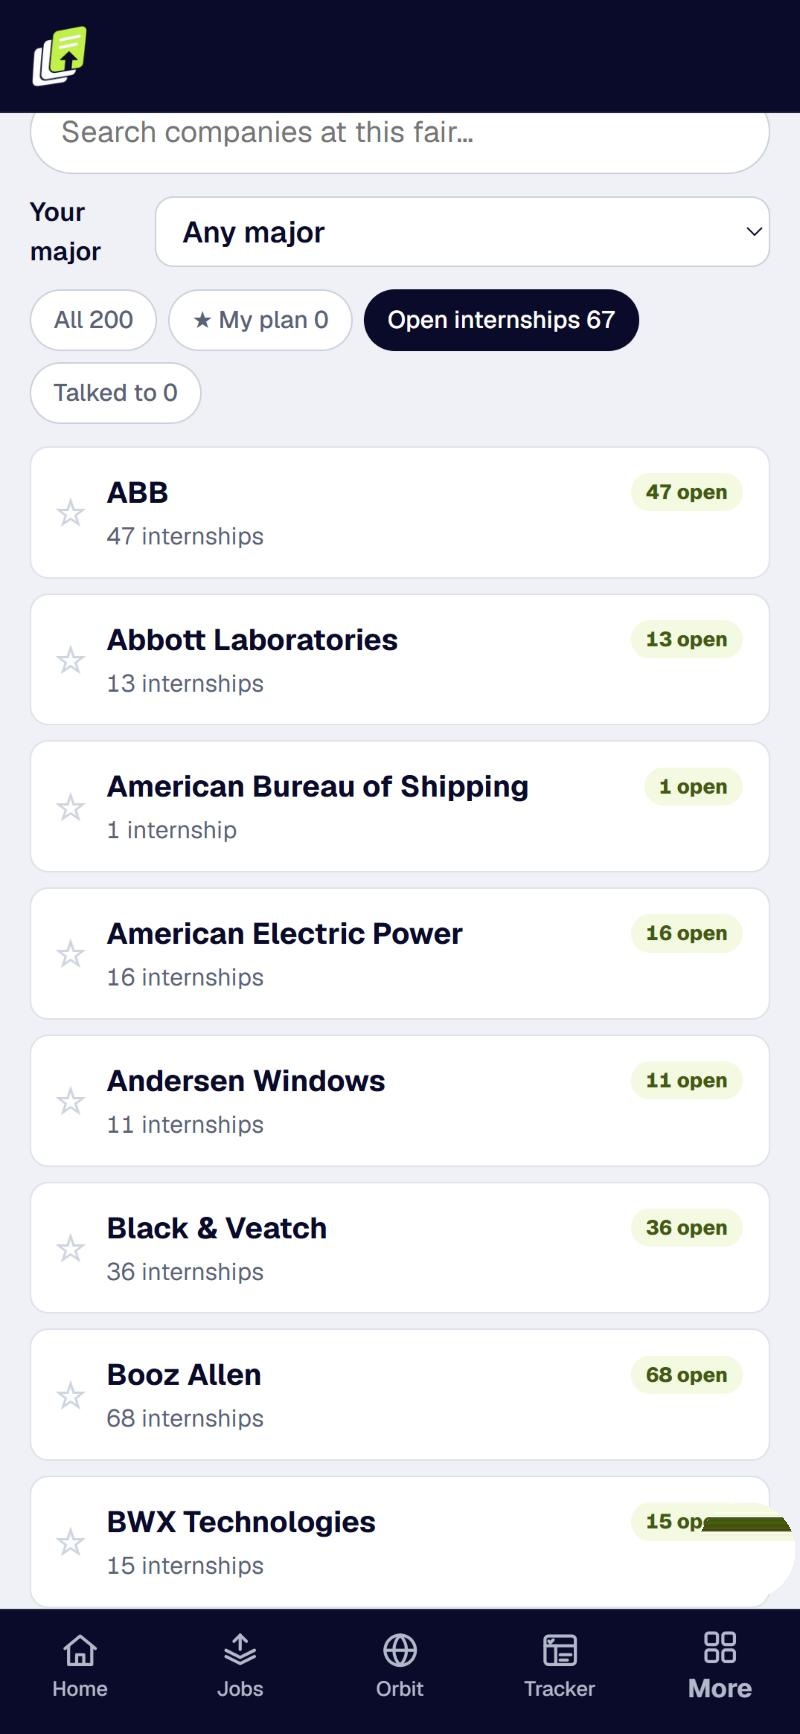 Search companies at this fair...
Your
major
Any major
All 200
★ My plan 0
Open internships 67
Talked to 0
ABB
47 open
47 internships
Abbott Laboratories
13 open
13 internships
American Bureau of Shipping
1 open
1 internship
American Electric Power
16 open
16 internships
Andersen Windows
11 open
11 internships
Black & Veatch
36 open
36 internships
Booz Allen
68 open
68 internships
BWX Technologies
15
15 internships
Home
Jobs
Orbit
Tracker
More